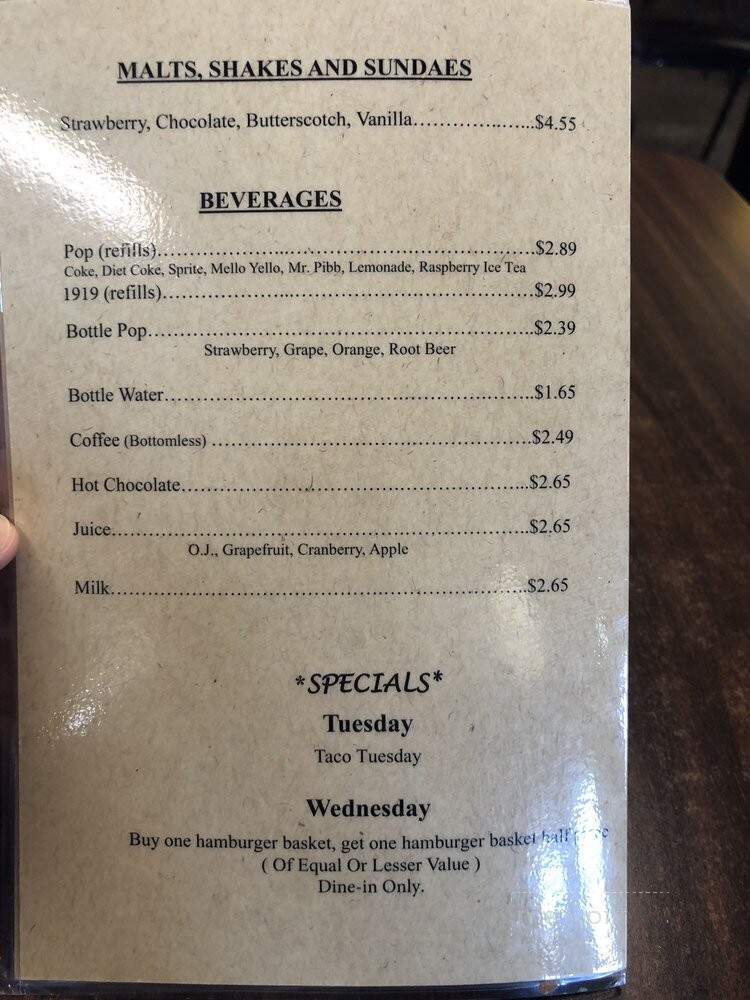 MALTS, SHAKES AND SUNDAES
Strawberry, Chocolate, Butterscotch, Vanilla....................$4.55
BEVERAGES
Pop (refills)..............................................................$2.89
Coke, Diet Coke, Sprite, Mello Yello, Mr. Pibb, Lemonade, Raspberry Ice Tea
1919 (refills)..............................................................$2.99
Bottle Pop..............................................................$2.39
Strawberry, Grape, Orange, Root Beer
Bottle Water..............................................................$1.65
Coffee (Bottomless) ....................................................$2.49
Hot Chocolate..........................................................$2.65
Juice......................................................................$2.65
O.J., Grapefruit, Cranberry, Apple
Milk......................................................................$2.65
*SPECIALS*
Tuesday
Taco Tuesday
Wednesday
Buy one hamburger basket, get one hamburger basket half
( Of Equal Or Lesser Value )
Dine-in Only.